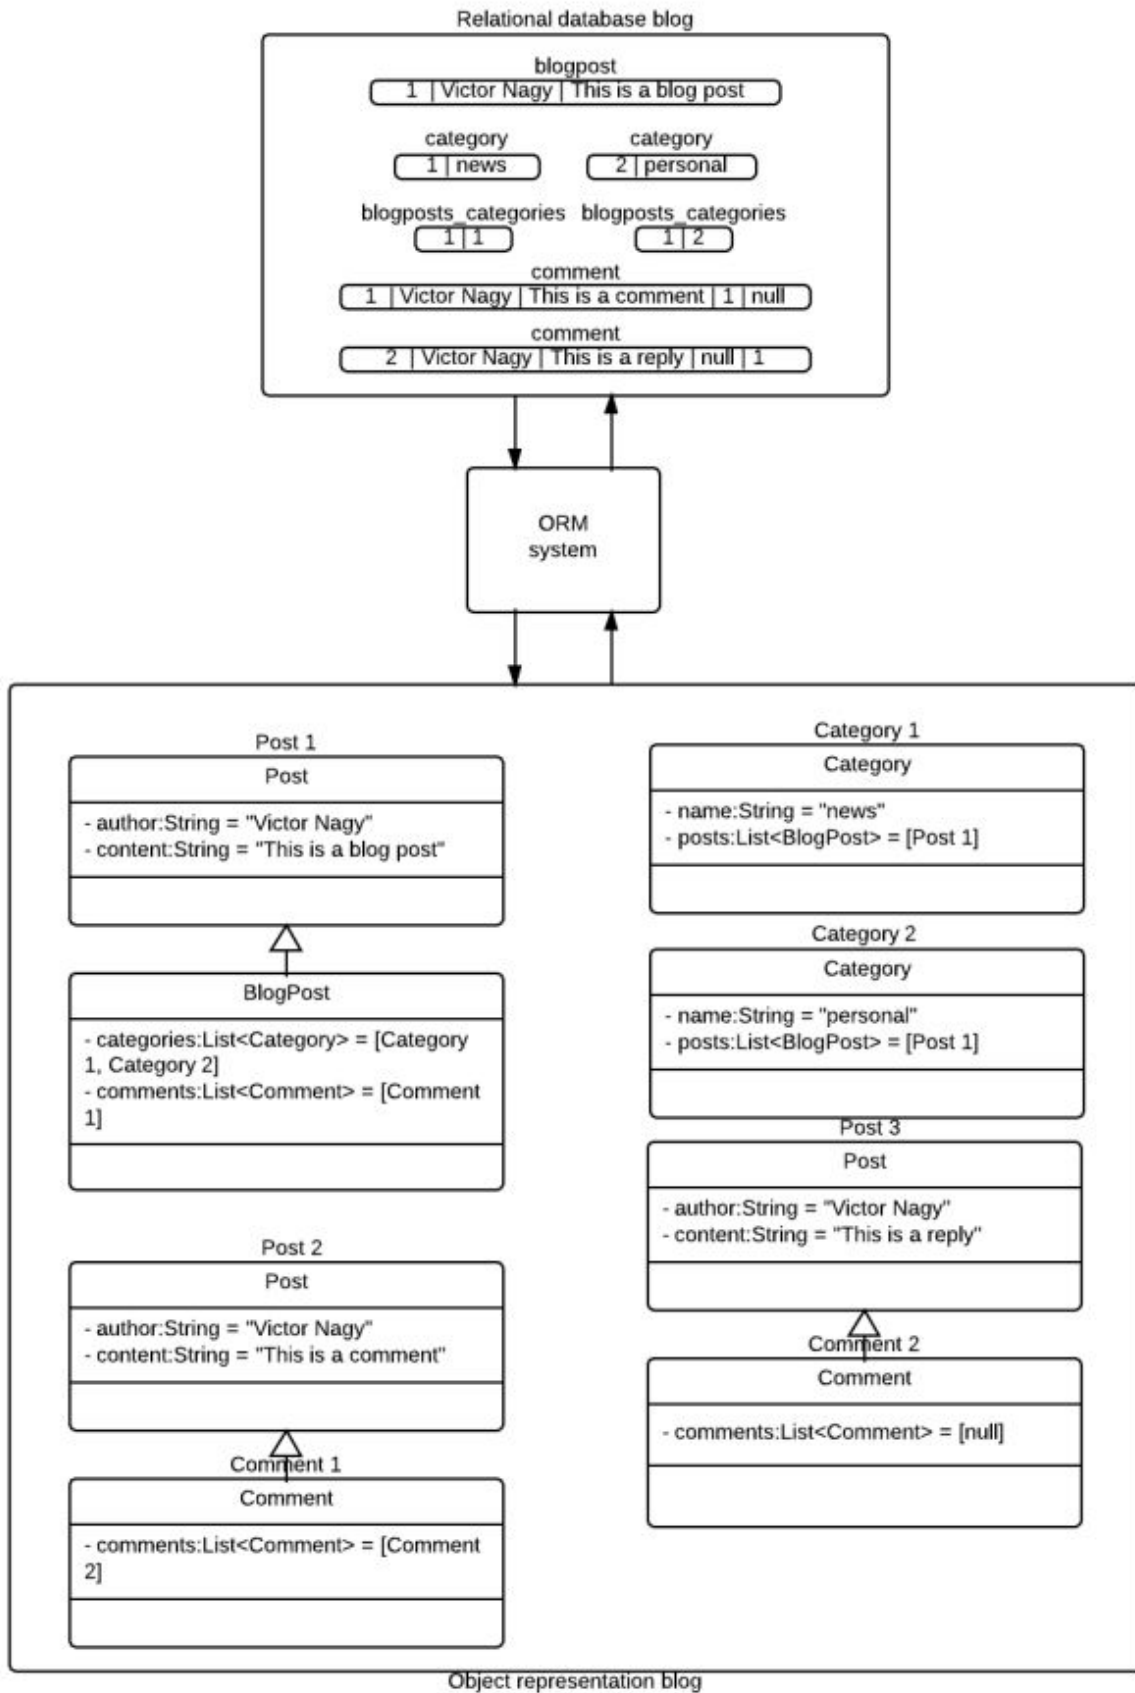 Relational database blog
blogpost
1 | Victor Nagy | This is a blog post
category category
1 | news 2 | personal
blogposts_categories blogposts_categories
1 | 1 1 | 2
comment
1 | Victor Nagy | This is a comment | 1 | null
comment
2 | Victor Nagy | This is a reply | null | 1
ORM
system
Post 1
Post
- author:String = "Victor Nagy"
- content:String = "This is a blog post"
BlogPost
- categories:List<Category> = [Category
1, Category 2]
- comments:List<Comment> = [Comment
1]
Post 2
Post
- author:String = "Victor Nagy"
- content:String = "This is a comment"
Comment 1
Comment
- comments:List<Comment> = [Comment
2]
Category 1
Category
- name:String = "news"
- posts:List<BlogPost> = [Post 1]
Category 2
Category
- name:String = "personal"
- posts:List<BlogPost> = [Post 1]
Post 3
Post
- author:String = "Victor Nagy"
- content:String = "This is a reply"
Comment 2
Comment
- comments:List<Comment> = [null]
Object representation blog